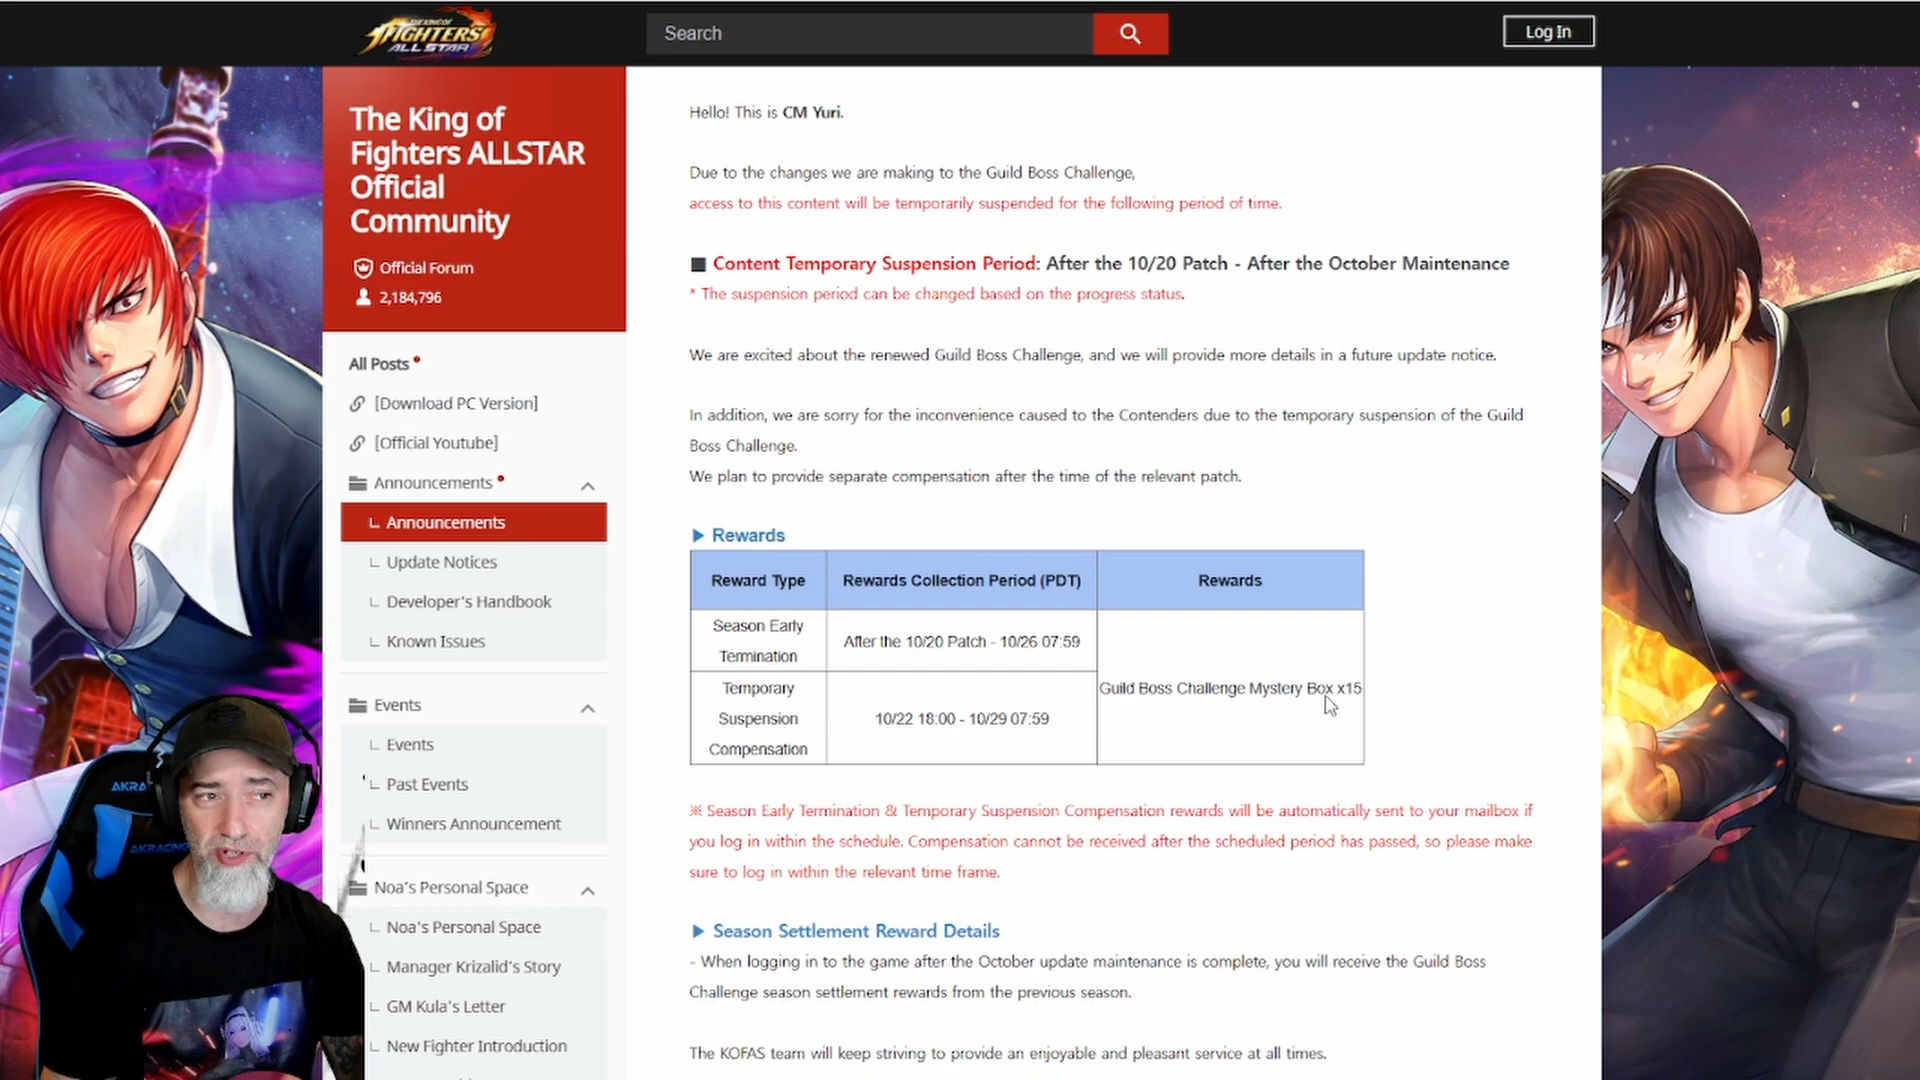 THE KING OF
FIGHTERS
ALLSTAR
Search
Log In
The King of
Fighters ALLSTAR
Official
Community
Official Forum
2,184,796
All Posts
[Download PC Version]
[Official Youtube]
Announcements
Announcements
Update Notices
Developer's Handbook
Known Issues
Events
Events
Past Events
Winners Announcement
Noa's Personal Space
Noa's Personal Space
Manager Krizalid's Story
GM Kula's Letter
New Fighter Introduction
Hello! This is CM Yuri.
Due to the changes we are making to the Guild Boss Challenge,
access to this content will be temporarily suspended for the following period of time.
■ Content Temporary Suspension Period: After the 10/20 Patch - After the October Maintenance
* The suspension period can be changed based on the progress status.
We are excited about the renewed Guild Boss Challenge, and we will provide more details in a future update notice.
In addition, we are sorry for the inconvenience caused to the Contenders due to the temporary suspension of the Guild
Boss Challenge.
We plan to provide separate compensation after the time of the relevant patch.
▶ Rewards
Reward Type Rewards Collection Period (PDT) Rewards
Season Early
Termination
After the 10/20 Patch - 10/26 07:59
Temporary
Suspension
Compensation
10/22 18:00 - 10/29 07:59
Guild Boss Challenge Mystery Box x15
※ Season Early Termination & Temporary Suspension Compensation rewards will be automatically sent to your mailbox if
you log in within the schedule. Compensation cannot be received after the scheduled period has passed, so please make
sure to log in within the relevant time frame.
▶ Season Settlement Reward Details
- When logging in to the game after the October update maintenance is complete, you will receive the Guild Boss
Challenge season settlement rewards from the previous season.
The KOFAS team will keep striving to provide an enjoyable and pleasant service at all times.
AKRA
AKRACING